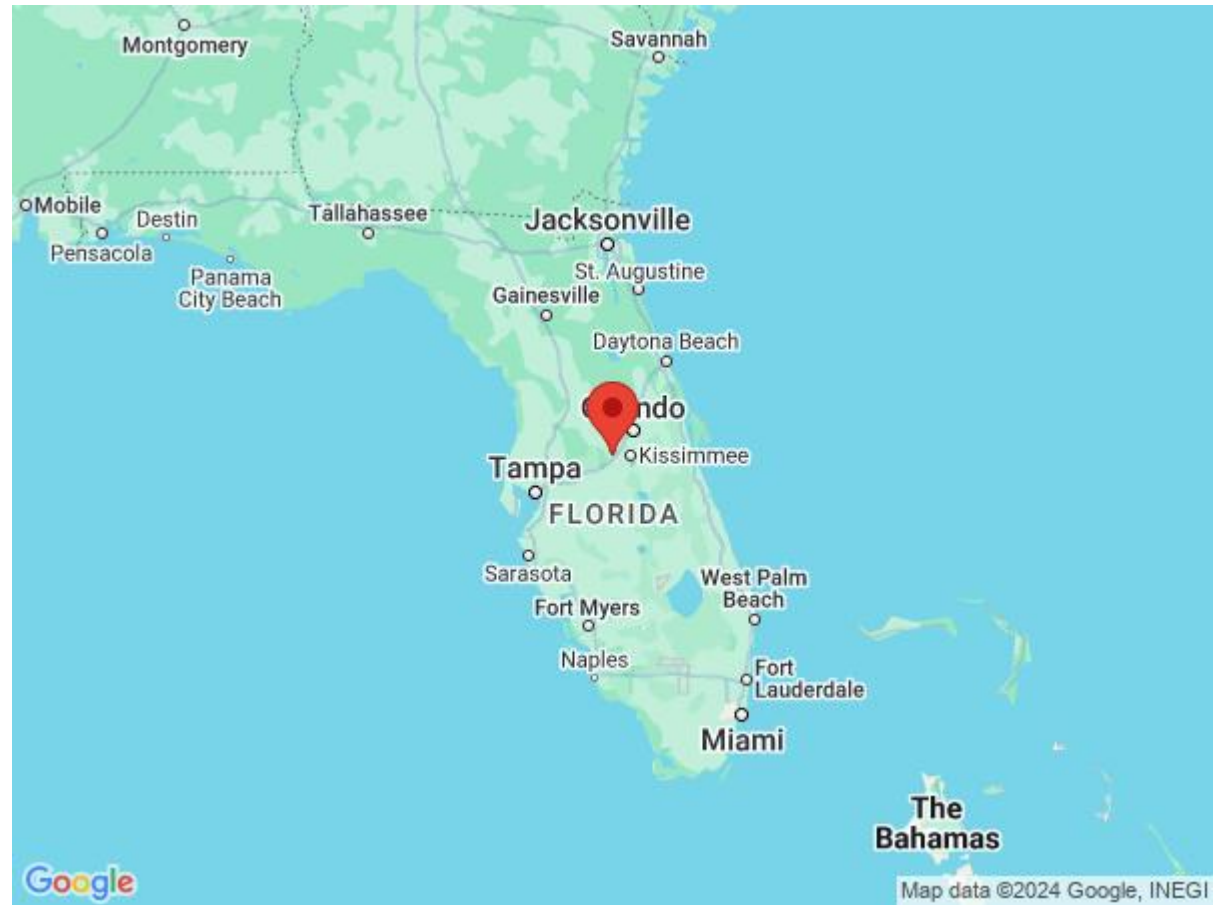 Montgomery
Savannah
Mobile
Destin
Tallahassee
Jacksonville
Pensacola
Panama
City Beach
St. Augustine
Gainesville
Daytona Beach
ndo
Kissimmee
Tampa
FLORIDA
Sarasota
West Palm
Beach
Fort Myers
Naples
Fort
Lauderdale
Miami
The
Bahamas
Google
Map data ©2024 Google, INEGI